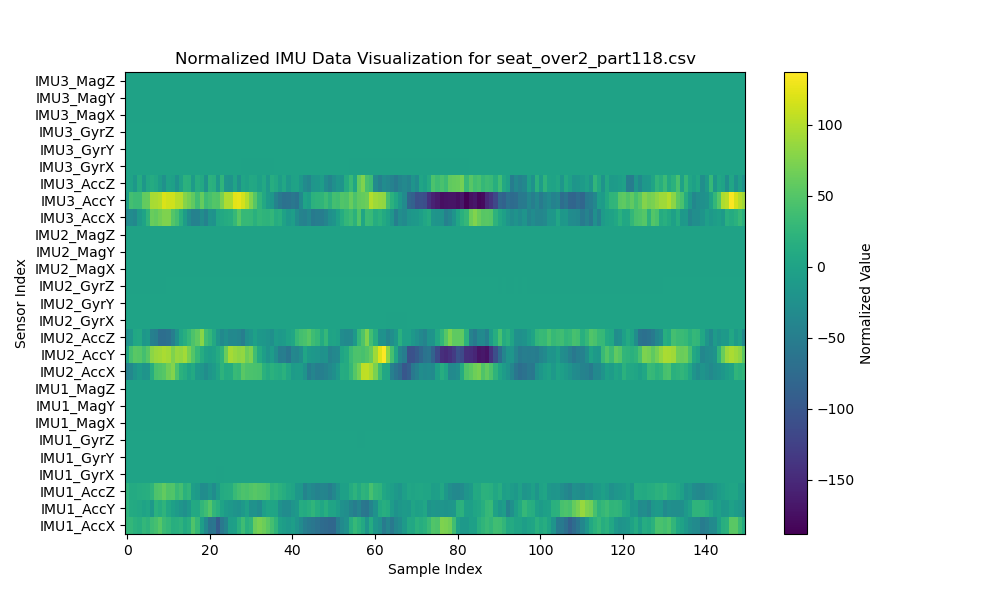 Normalized IMU Data Visualization for seat_over2_part118.csv
IMU3_MagZ
IMU3_MagY
IMU3_MagX
IMU3_GyrZ
IMU3_GyrY
IMU3_GyrX
IMU3_AccZ
IMU3_AccY
IMU3_AccX
IMU2_MagZ
IMU2_MagY
IMU2_MagX
IMU2_GyrZ
IMU2_GyrY
IMU2_GyrX
IMU2_AccZ
IMU2_AccY
IMU2_AccX
IMU1_MagZ
IMU1_MagY
IMU1_MagX
IMU1_GyrZ
IMU1_GyrY
IMU1_GyrX
IMU1_AccZ
IMU1_AccY
IMU1_AccX
Sensor Index
0 20 40 60 80 100 120 140
Sample Index
100
50
0
−50
−100
−150
Normalized Value